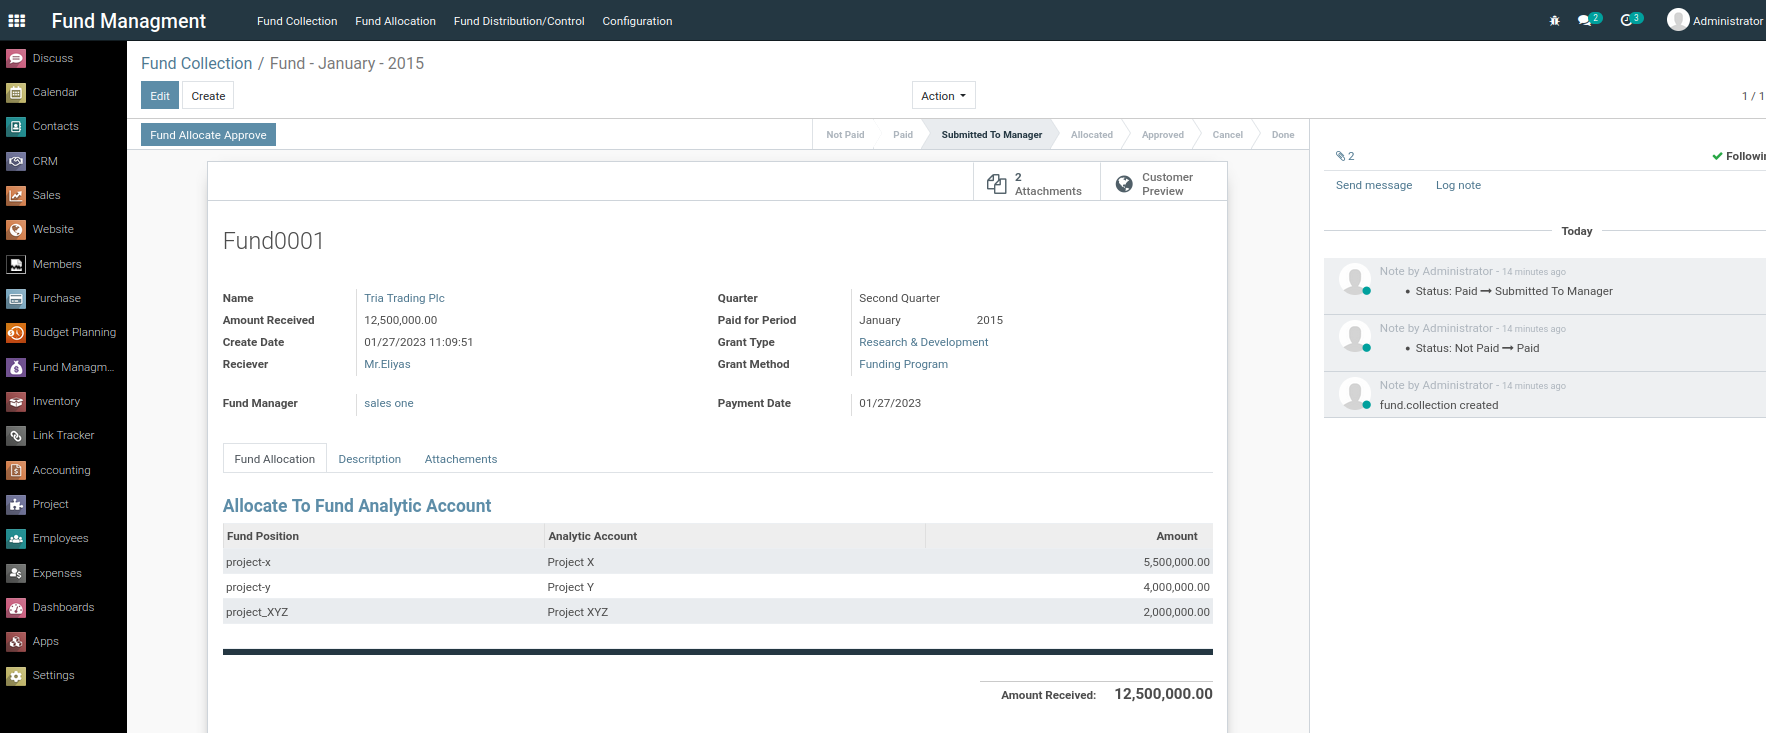 Fund Managment Fund Collection Fund Allocation Fund Distribution/Control Configuration 2 3 Administrator
Discuss
Calendar
Contacts
CRM
Sales
Website
Members
Purchase
Budget Planning
Fund Managm...
Inventory
Link Tracker
Accounting
Project
Employees
Expenses
Dashboards
Apps
Settings
Fund Collection / Fund - January - 2015
Edit Create Action 1 / 1
Fund Allocate Approve Not Paid Paid Submitted To Manager Allocated Approved Cancel Done
2 Attachments
Customer Preview
Fund0001
Name Tria Trading Plc Quarter Second Quarter
Amount Received 12,500,000.00 Paid for Period January 2015
Create Date 01/27/2023 11:09:51 Grant Type Research & Development
Reciever Mr.Eliyas Grant Method Funding Program
Fund Manager sales one Payment Date 01/27/2023
Fund Allocation Descritption Attachements
Allocate To Fund Analytic Account
Fund Position Analytic Account Amount
project-x Project X 5,500,000.00
project-y Project Y 4,000,000.00
project_XYZ Project XYZ 2,000,000.00
Amount Received: 12,500,000.00
2 Followin
Send message Log note
Today
Note by Administrator - 14 minutes ago
• Status: Paid → Submitted To Manager
Note by Administrator - 14 minutes ago
• Status: Not Paid → Paid
Note by Administrator - 14 minutes ago
fund.collection created